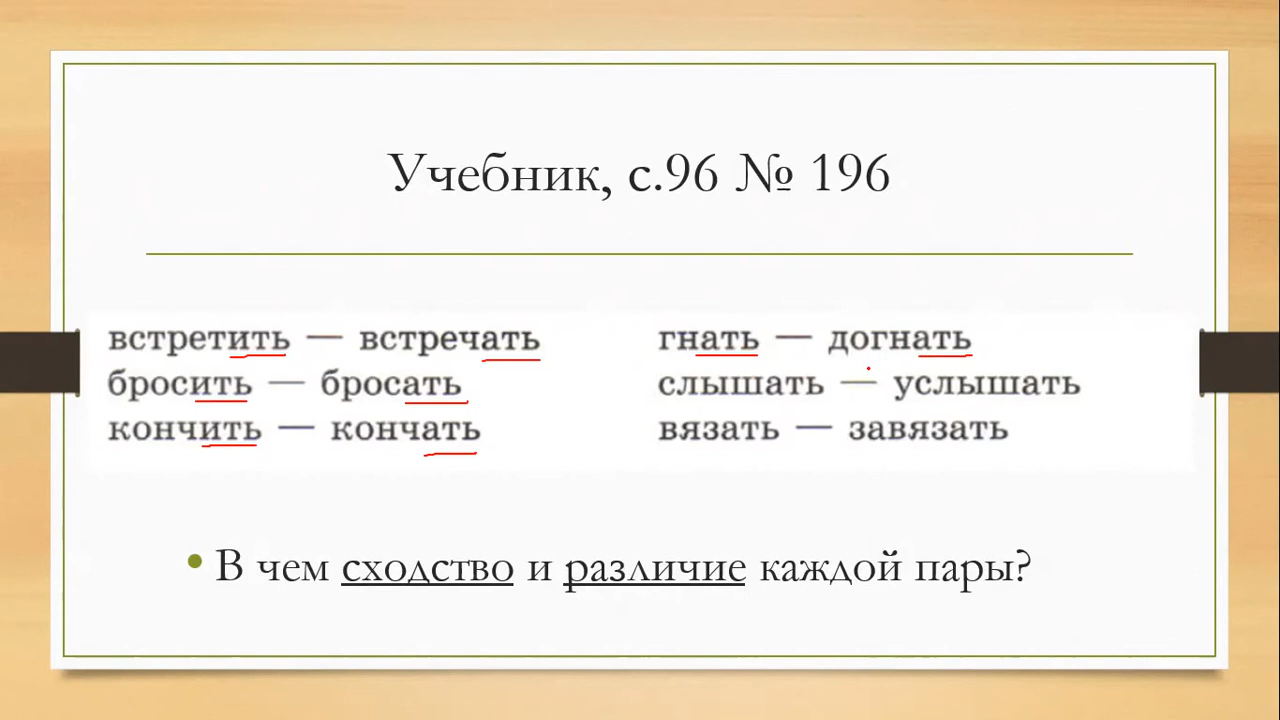 Учебник, с.96 № 196
встретить — встречать
бросить — бросать
кончить — кончать
гнать — догнать
слышать — услышать
вязать — завязать
• В чем сходство и различие каждой пары?